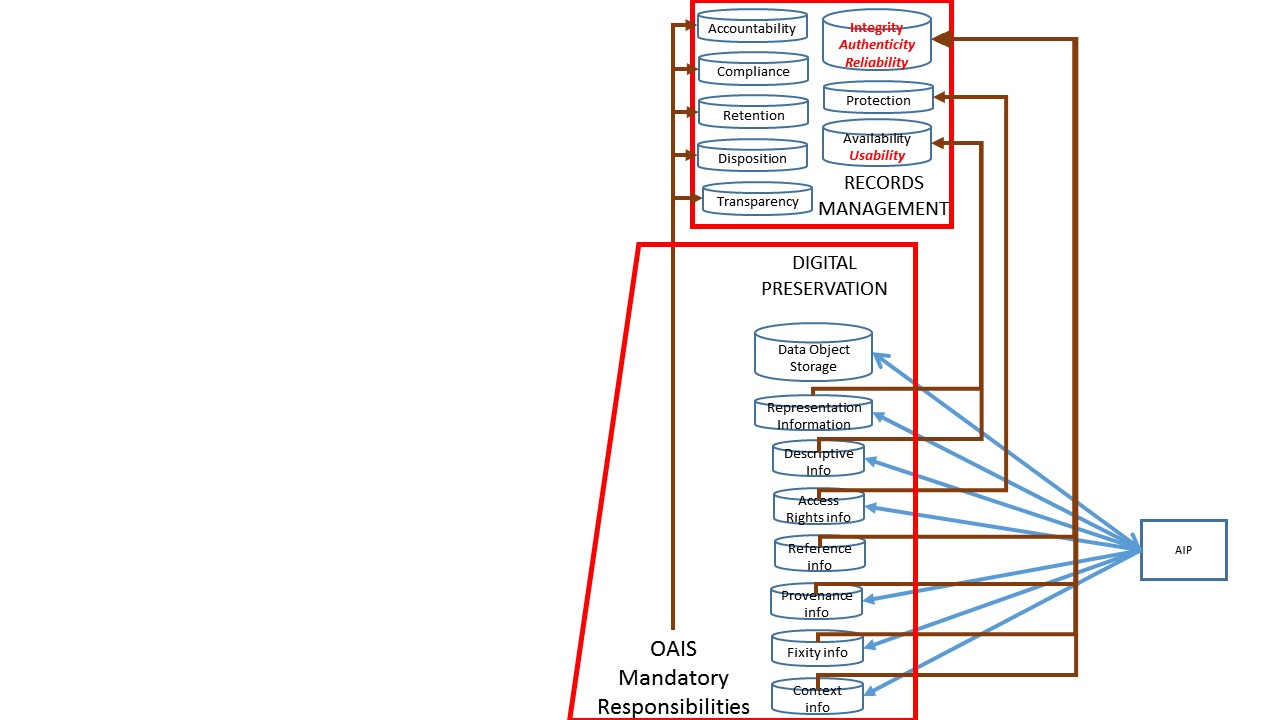 Accountability
Compliance
Retention
Disposition
Transparency
Integrity
Authenticity
Reliability
Protection
Availability
Usability
RECORDS
MANAGEMENT
DIGITAL
PRESERVATION
Data Object
Storage
Representation
Information
Descriptive
Info
Access
Rights info
Reference
info
Provenance
info
Fixity info
Context
info
AIP
OAIS
Mandatory
Responsibilities